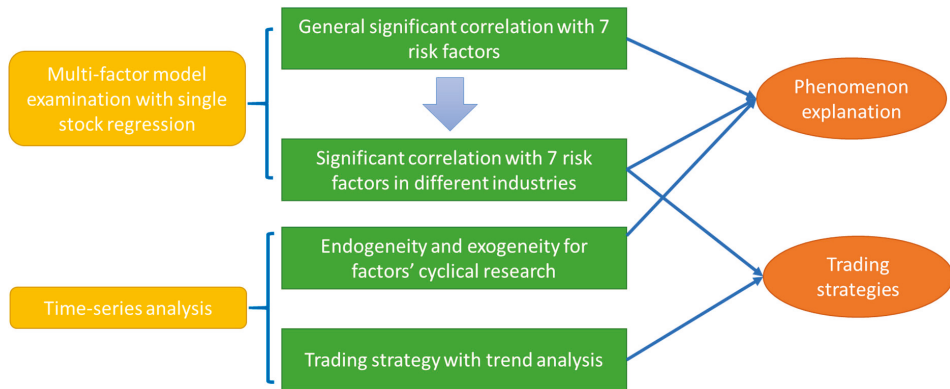 General significant correlation with 7
risk factors
Multi-factor model
examination with single
stock regression
Phenomenon
explanation
Significant correlation with 7 risk
factors in different industries
Endogeneity and exogeneity for
factors' cyclical research
Trading
strategies
Time-series analysis
Trading strategy with trend analysis